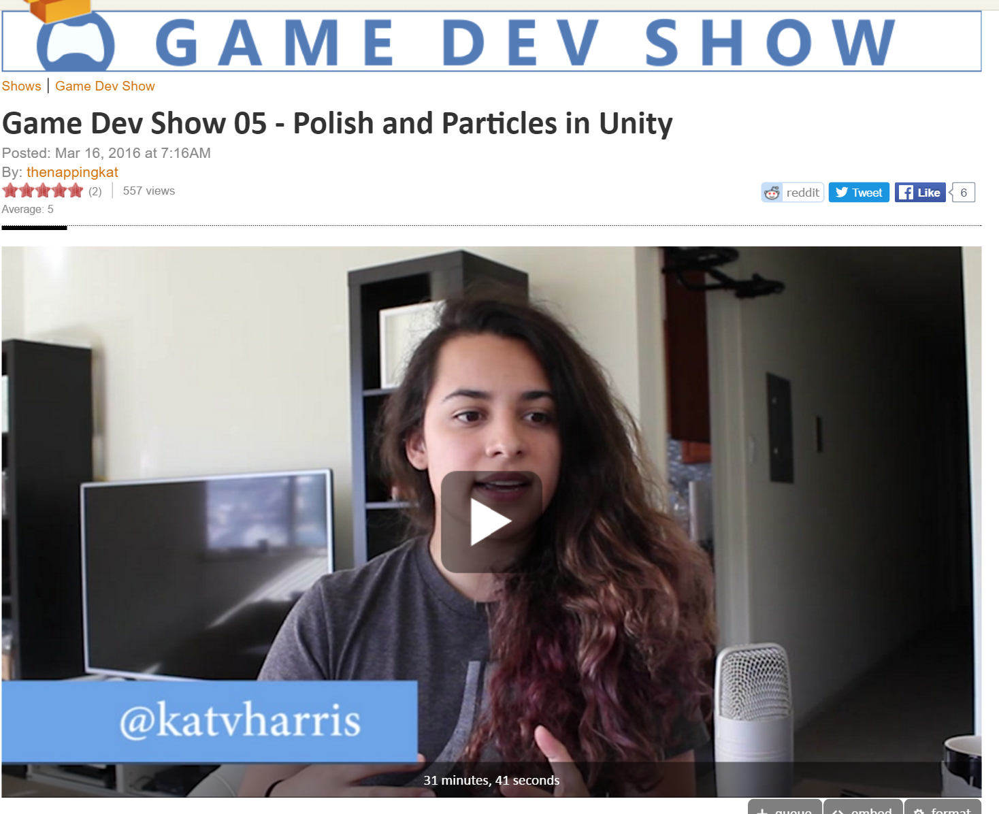 GAME DEV SHOW
Shows | Game Dev Show
Game Dev Show 05 - Polish and Particles in Unity
Posted: Mar 16, 2016 at 7:16AM
By: thenappingkat
(2) 557 views
reddit Tweet Like 6
Average: 5
@katvharris
31 minutes, 41 seconds
+ queue <> embed format